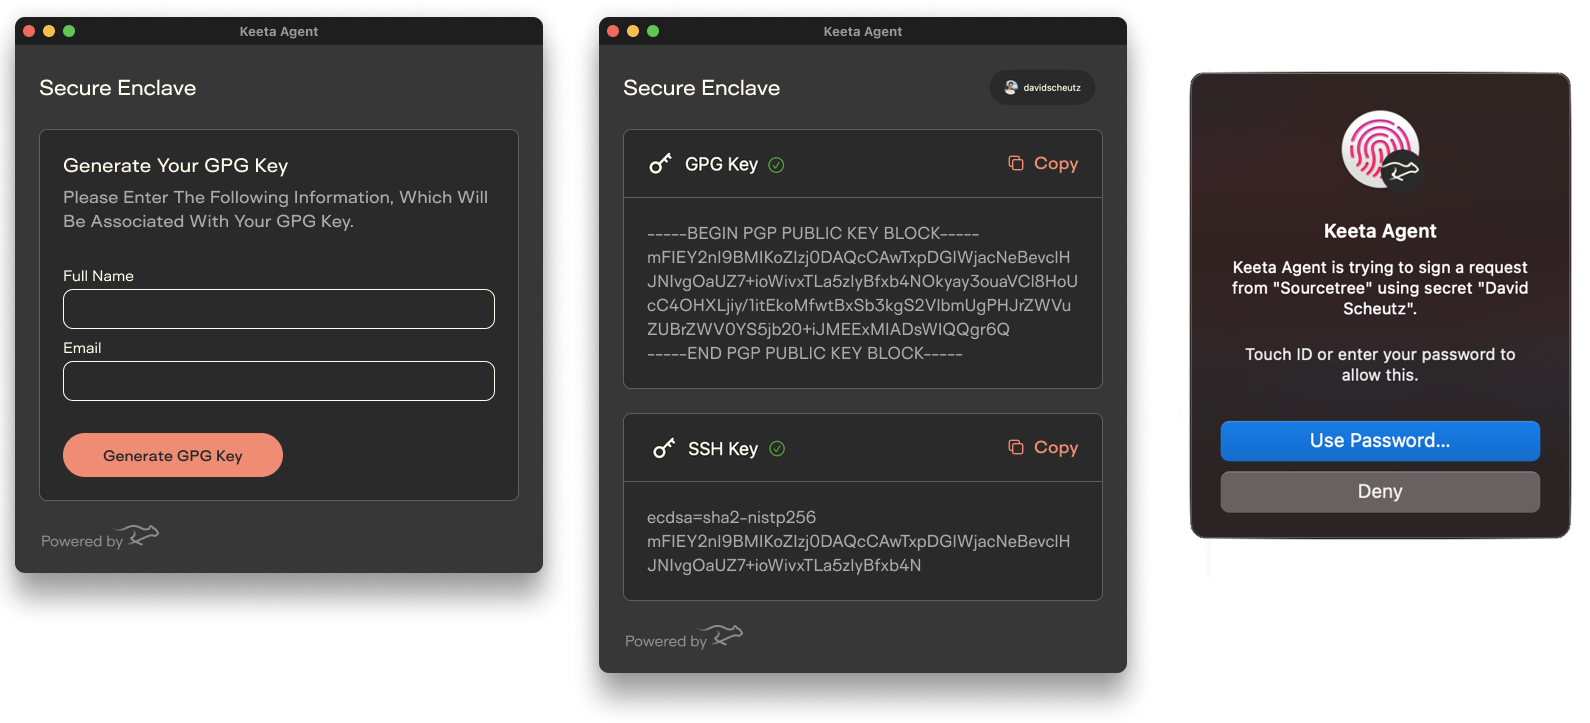 Keeta Agent
Secure Enclave
Generate Your GPG Key
Please Enter The Following Information, Which Will
Be Associated With Your GPG Key.
Full Name
Email
Generate GPG Key
Powered by
Keeta Agent
Secure Enclave
davidscheutz
GPG Key
Copy
-----BEGIN PGP PUBLIC KEY BLOCK-----
mFIEY2nI9BMIKoZIzj0DAQcCAwTxpDGIWjacNeBevcIH
JNIvgOaUZ7+ioWivxTLa5zIyBfxb4NOkyay3ouaVCI8HoU
cC4OHXLjiy/1itEkoMfwtBxSb3kgS2VlbmUgPHJrZWVu
ZUBrZWV0YS5jb20+iJMEExMIADsWIQQgr6Q
-----END PGP PUBLIC KEY BLOCK-----
SSH Key
Copy
ecdsa=sha2-nistp256
mFIEY2nI9BMIKoZIzj0DAQcCAwTxpDGIWjacNeBevcIH
JNIvgOaUZ7+ioWivxTLa5zIyBfxb4N
Powered by
Keeta Agent
Keeta Agent is trying to sign a request
from "Sourcetree" using secret "David
Scheutz".
Touch ID or enter your password to
allow this.
Use Password...
Deny